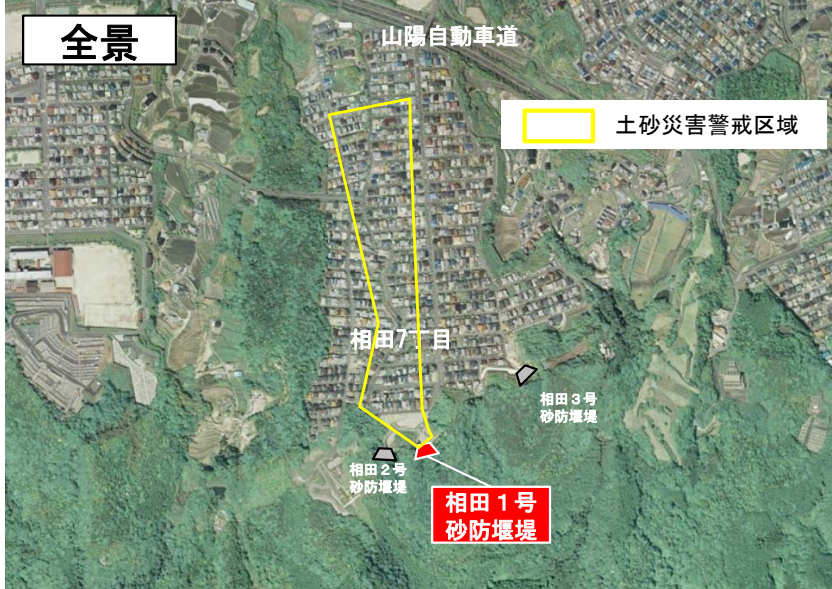 全景
山陽自動車道
土砂災害警戒区域
相田7丁目
相田３号
砂防堰堤
相田２号
砂防堰堤
相田１号
砂防堰堤